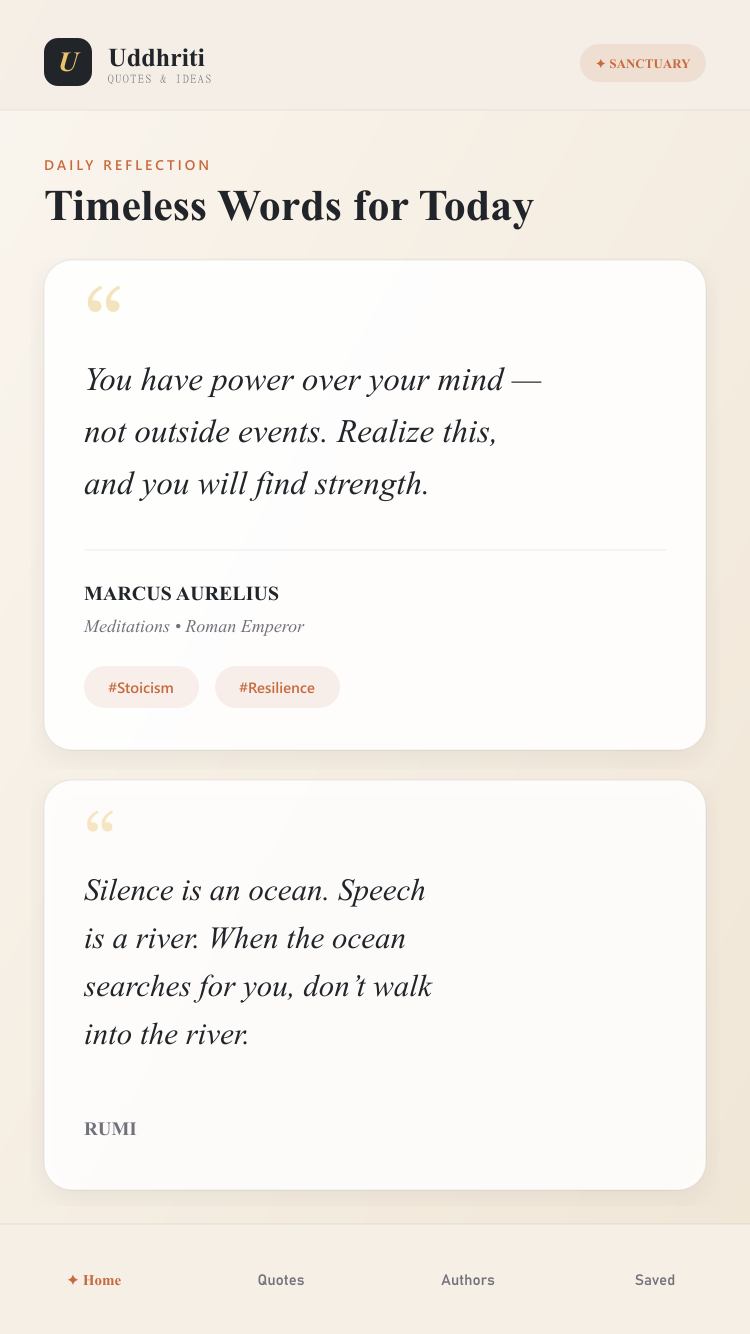 U
Uddhriti
QUOTES & IDEAS
✦ SANCTUARY
DAILY REFLECTION
Timeless Words for Today
“
You have power over your mind —
not outside events. Realize this,
and you will find strength.
MARCUS AURELIUS
Meditations • Roman Emperor
#Stoicism
#Resilience
“
Silence is an ocean. Speech
is a river. When the ocean
searches for you, don’t walk
into the river.
RUMI
✦ Home
Quotes
Authors
Saved